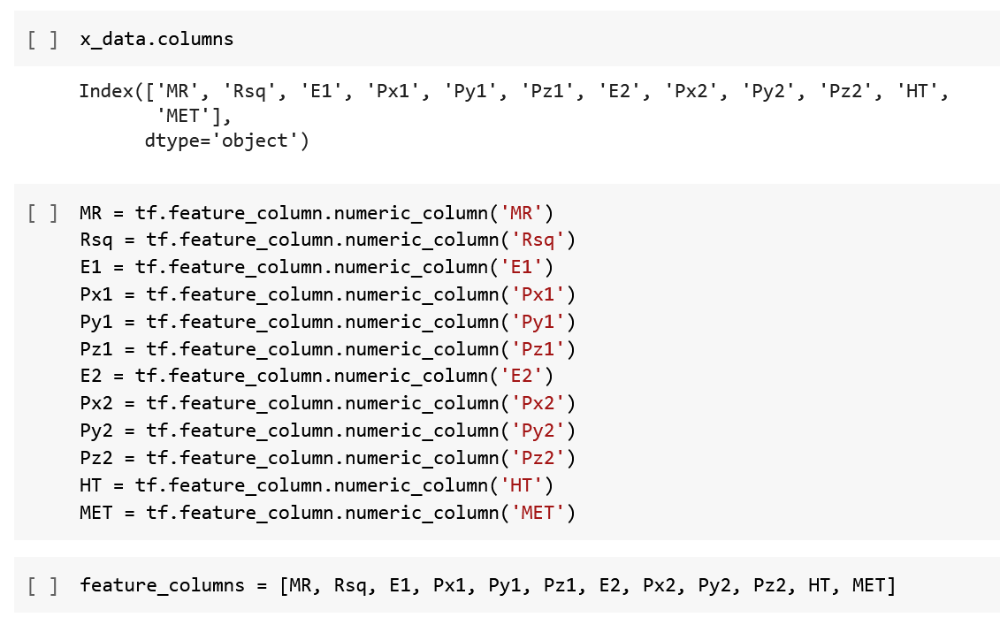 [ ] x_data.columns
Index(['MR', 'Rsq', 'E1', 'Px1', 'Py1', 'Pz1', 'E2', 'Px2', 'Py2', 'Pz2', 'HT',
       'MET'],
      dtype='object')
[ ] MR = tf.feature_column.numeric_column('MR')
Rsq = tf.feature_column.numeric_column('Rsq')
E1 = tf.feature_column.numeric_column('E1')
Px1 = tf.feature_column.numeric_column('Px1')
Py1 = tf.feature_column.numeric_column('Py1')
Pz1 = tf.feature_column.numeric_column('Pz1')
E2 = tf.feature_column.numeric_column('E2')
Px2 = tf.feature_column.numeric_column('Px2')
Py2 = tf.feature_column.numeric_column('Py2')
Pz2 = tf.feature_column.numeric_column('Pz2')
HT = tf.feature_column.numeric_column('HT')
MET = tf.feature_column.numeric_column('MET')
[ ] feature_columns = [MR, Rsq, E1, Px1, Py1, Pz1, E2, Px2, Py2, Pz2, HT, MET]